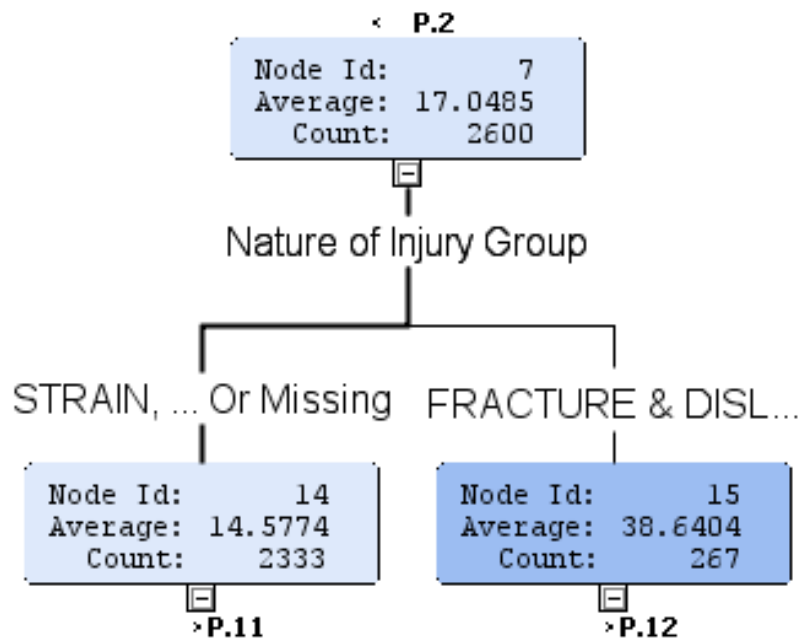 < P.2
Node Id: 7
Average: 17.0485
Count: 2600
Nature of Injury Group
STRAIN, ... Or Missing
FRACTURE & DISL...
Node Id: 14
Average: 14.5774
Count: 2333
>P.11
Node Id: 15
Average: 38.6404
Count: 267
>P.12